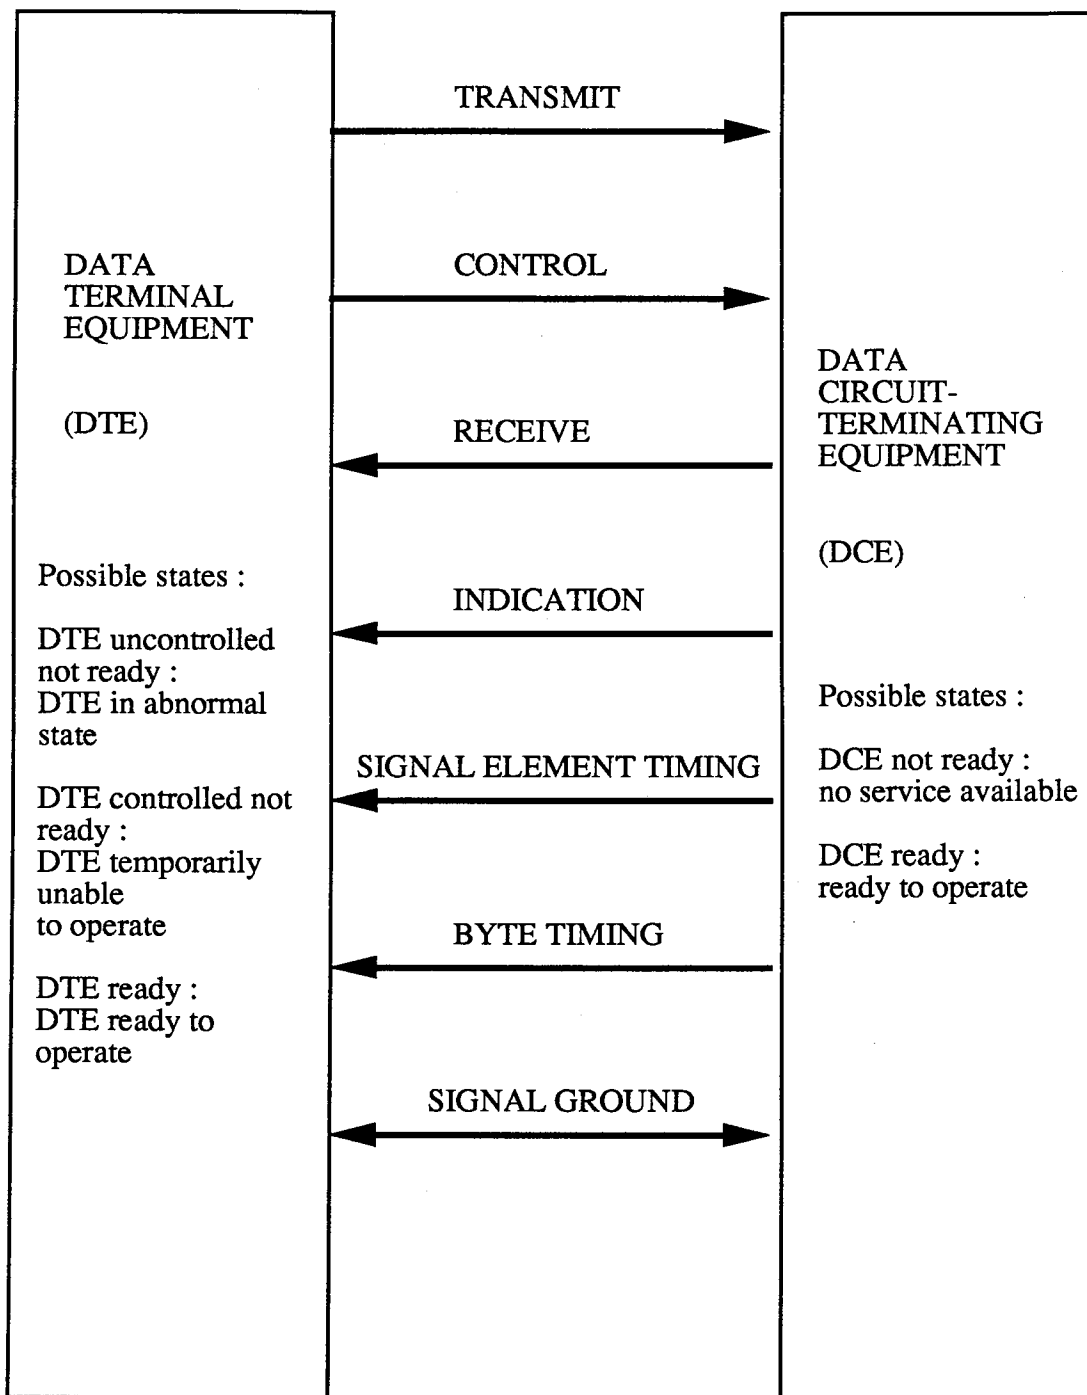 TRANSMIT
DATA
TERMINAL
EQUIPMENT
(DTE)
CONTROL
RECEIVE
DATA
CIRCUIT-
TERMINATING
EQUIPMENT
(DCE)
Possible states :
DTE uncontrolled
not ready :
DTE in abnormal
state
DTE controlled not
ready :
DTE temporarily
unable
to operate
DTE ready :
DTE ready to
operate
INDICATION
SIGNAL ELEMENT TIMING
BYTE TIMING
SIGNAL GROUND
Possible states :
DCE not ready :
no service available
DCE ready :
ready to operate